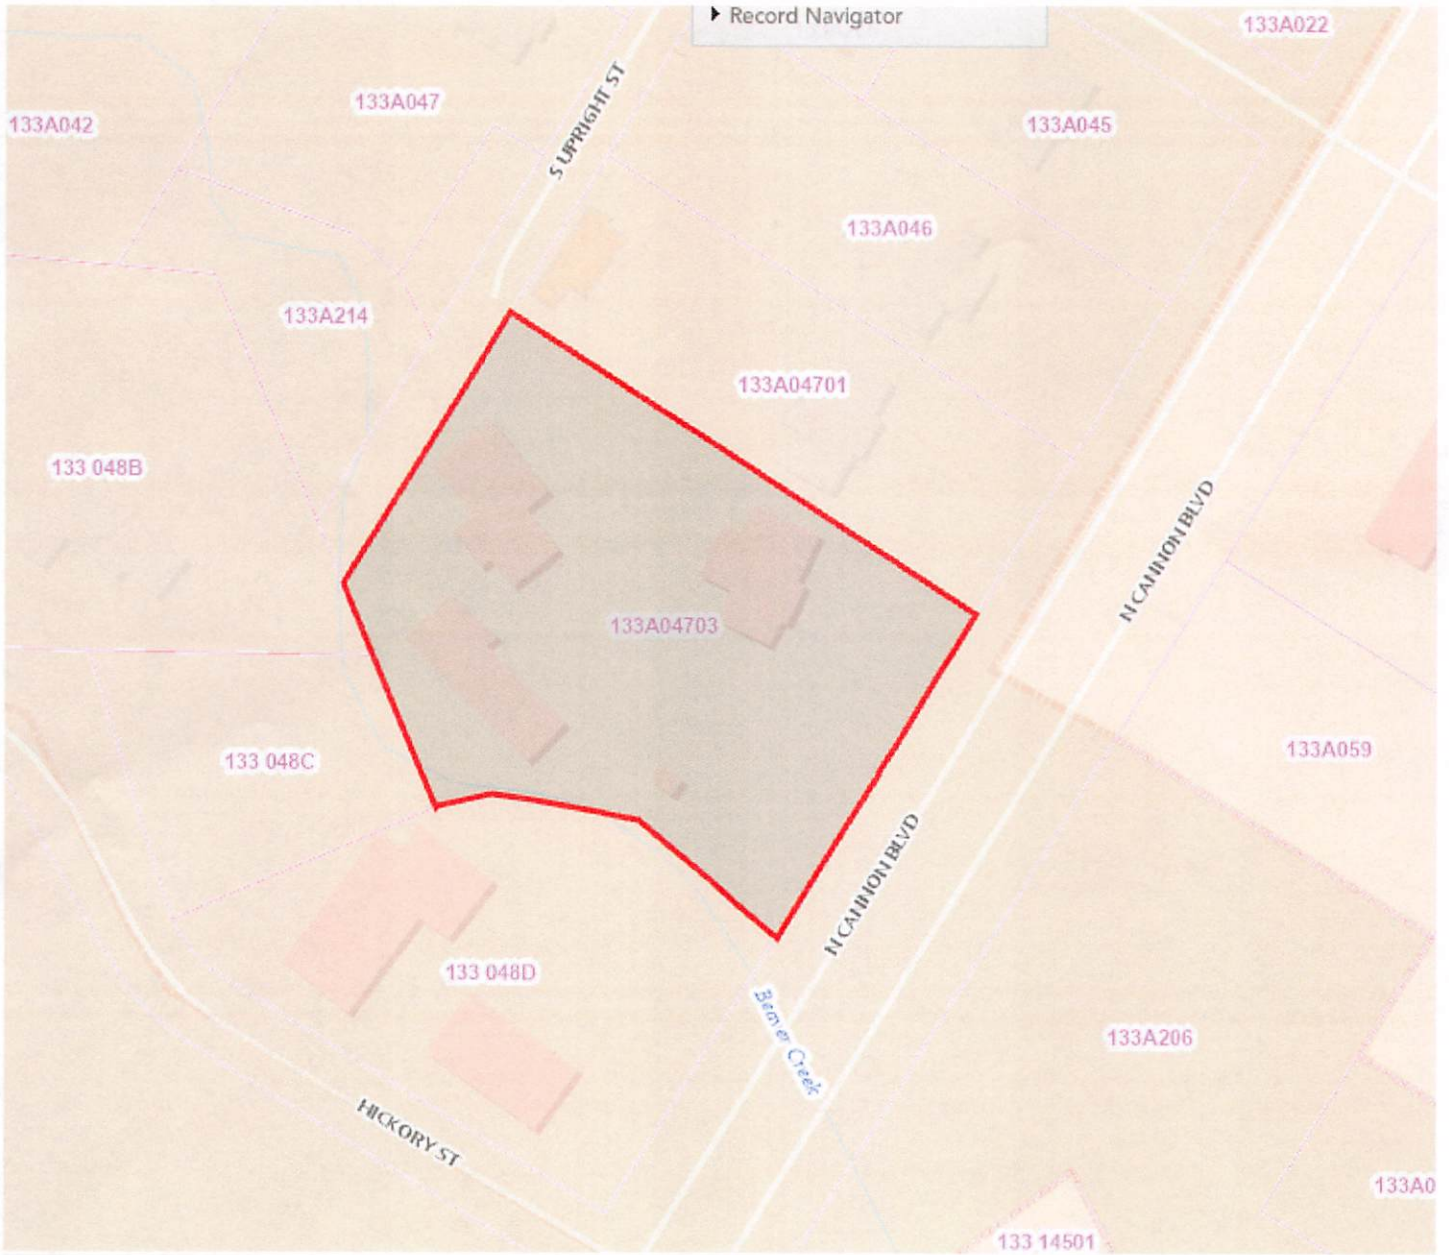 Record Navigator
133A022
133A047
133A042
S UPRIGHT ST
133A045
133A046
133A214
133A04701
133 048B
N CANNON BLVD
133A04703
133 048C
133A059
N CANNON BLVD
133 048D
Beaver Creek
133A206
HICKORY ST
133A0
133 14501